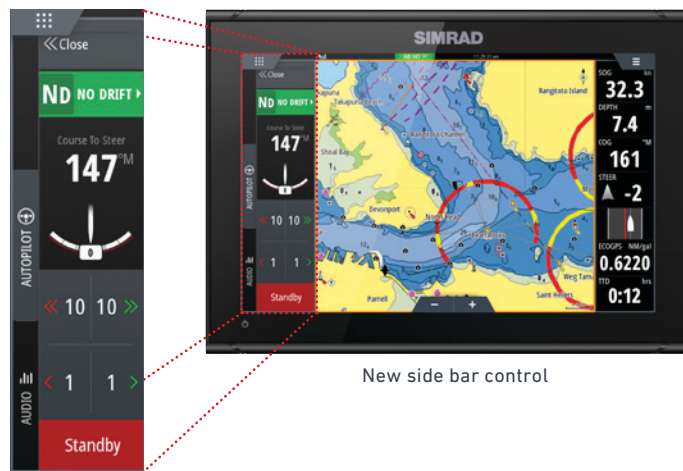 Close
ND NO DRIFT
Course To Steer
147°M
0
AUTOPILOT
10 10
AUDIO
1 1
Standby
SIMRAD
Close
ND NO DRIFT
Course To Steer
147°M
0
AUTOPILOT
10 10
AUDIO
1 1
Standby
Takapuna Beach
Rangitoto Island
Rangitoto Channel
Shoal Bay
Devonport
North Head
Parnell
Saint Heliers
SOG kn
32.3
DEPTH m
7.4
COG °M
161
STEER
-2
ECOGPS NM/gal
0.6220
TTD hrs
0:12
- +
New side bar control